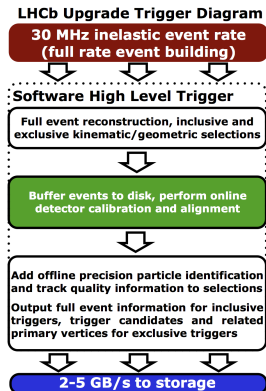 LHCb Upgrade Trigger Diagram
30 MHz inelastic event rate
(full rate event building)
Software High Level Trigger
Full event reconstruction, inclusive and
exclusive kinematic/geometric selections
Buffer events to disk, perform online
detector calibration and alignment
Add offline precision particle identification
and track quality information to selections
Output full event information for inclusive
triggers, trigger candidates and related
primary vertices for exclusive triggers
2-5 GB/s to storage